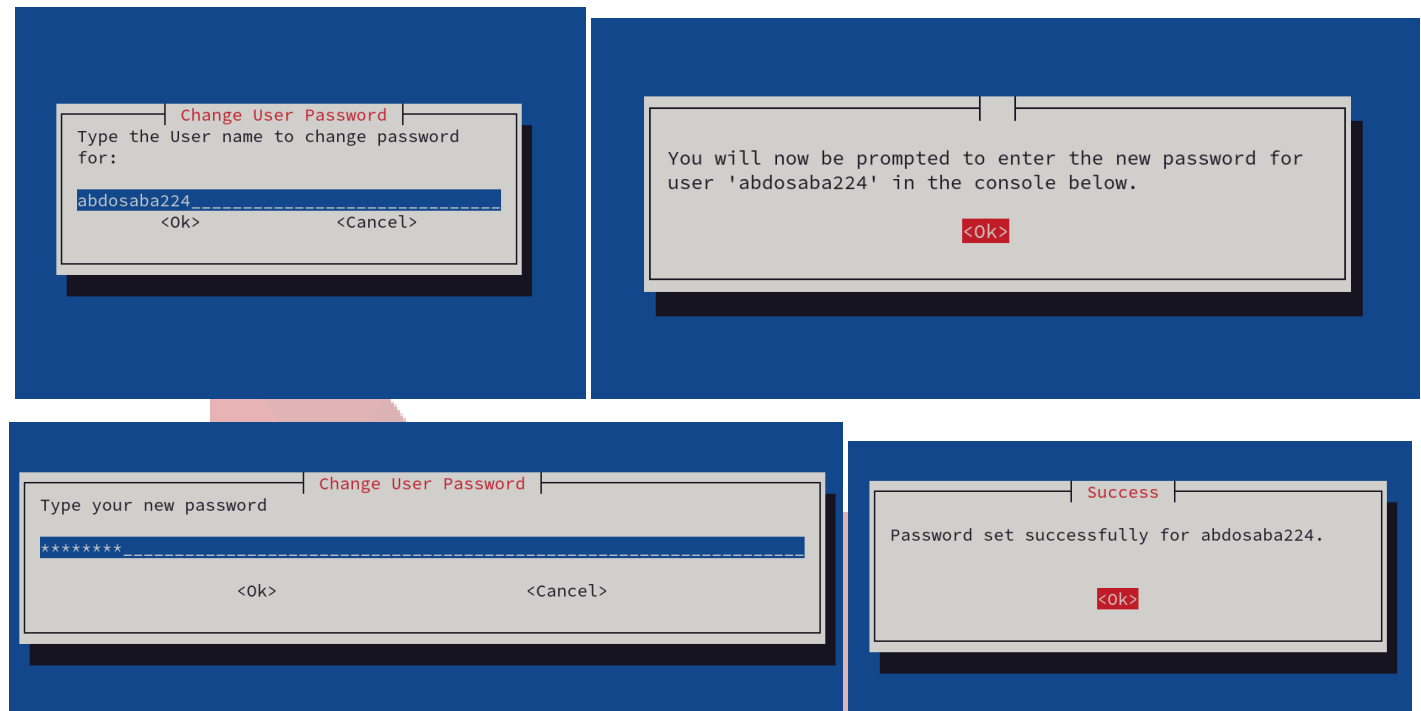 Change User Password
Type the User name to change password
for:
abdosaba224______________________________
<Ok> <Cancel>
You will now be prompted to enter the new password for
user 'abdosaba224' in the console below.
<Ok>
Change User Password
Type your new password
********__________________________________________________________________
<Ok> <Cancel>
Success
Password set successfully for abdosaba224.
<Ok>